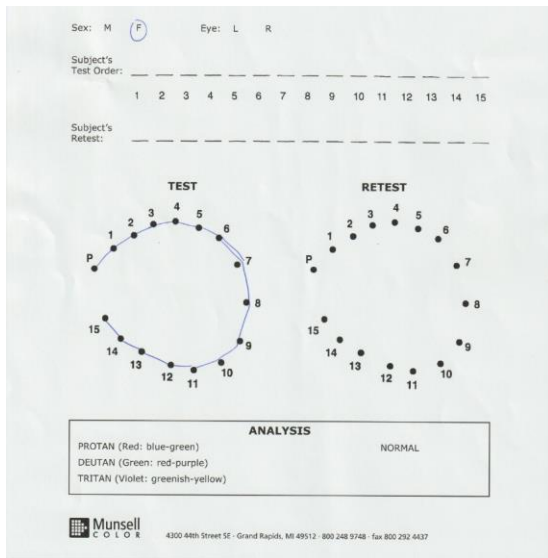 Sex: M F Eye: L R
Subject's
Test Order:
1 2 3 4 5 6 7 8 9 10 11 12 13 14 15
Subject's
Retest:
TEST RETEST
P 1 2 3 4 5 6 7 8 9 10 11 12 13 14 15
P 1 2 3 4 5 6 7 8 9 10 11 12 13 14 15
ANALYSIS
PROTAN (Red: blue-green) NORMAL
DEUTAN (Green: red-purple)
TRITAN (Violet: greenish-yellow)
Munsell
COLOR 4300 44th Street SE - Grand Rapids, MI 49512 · 800 248 9748 · fax 800 292 4437